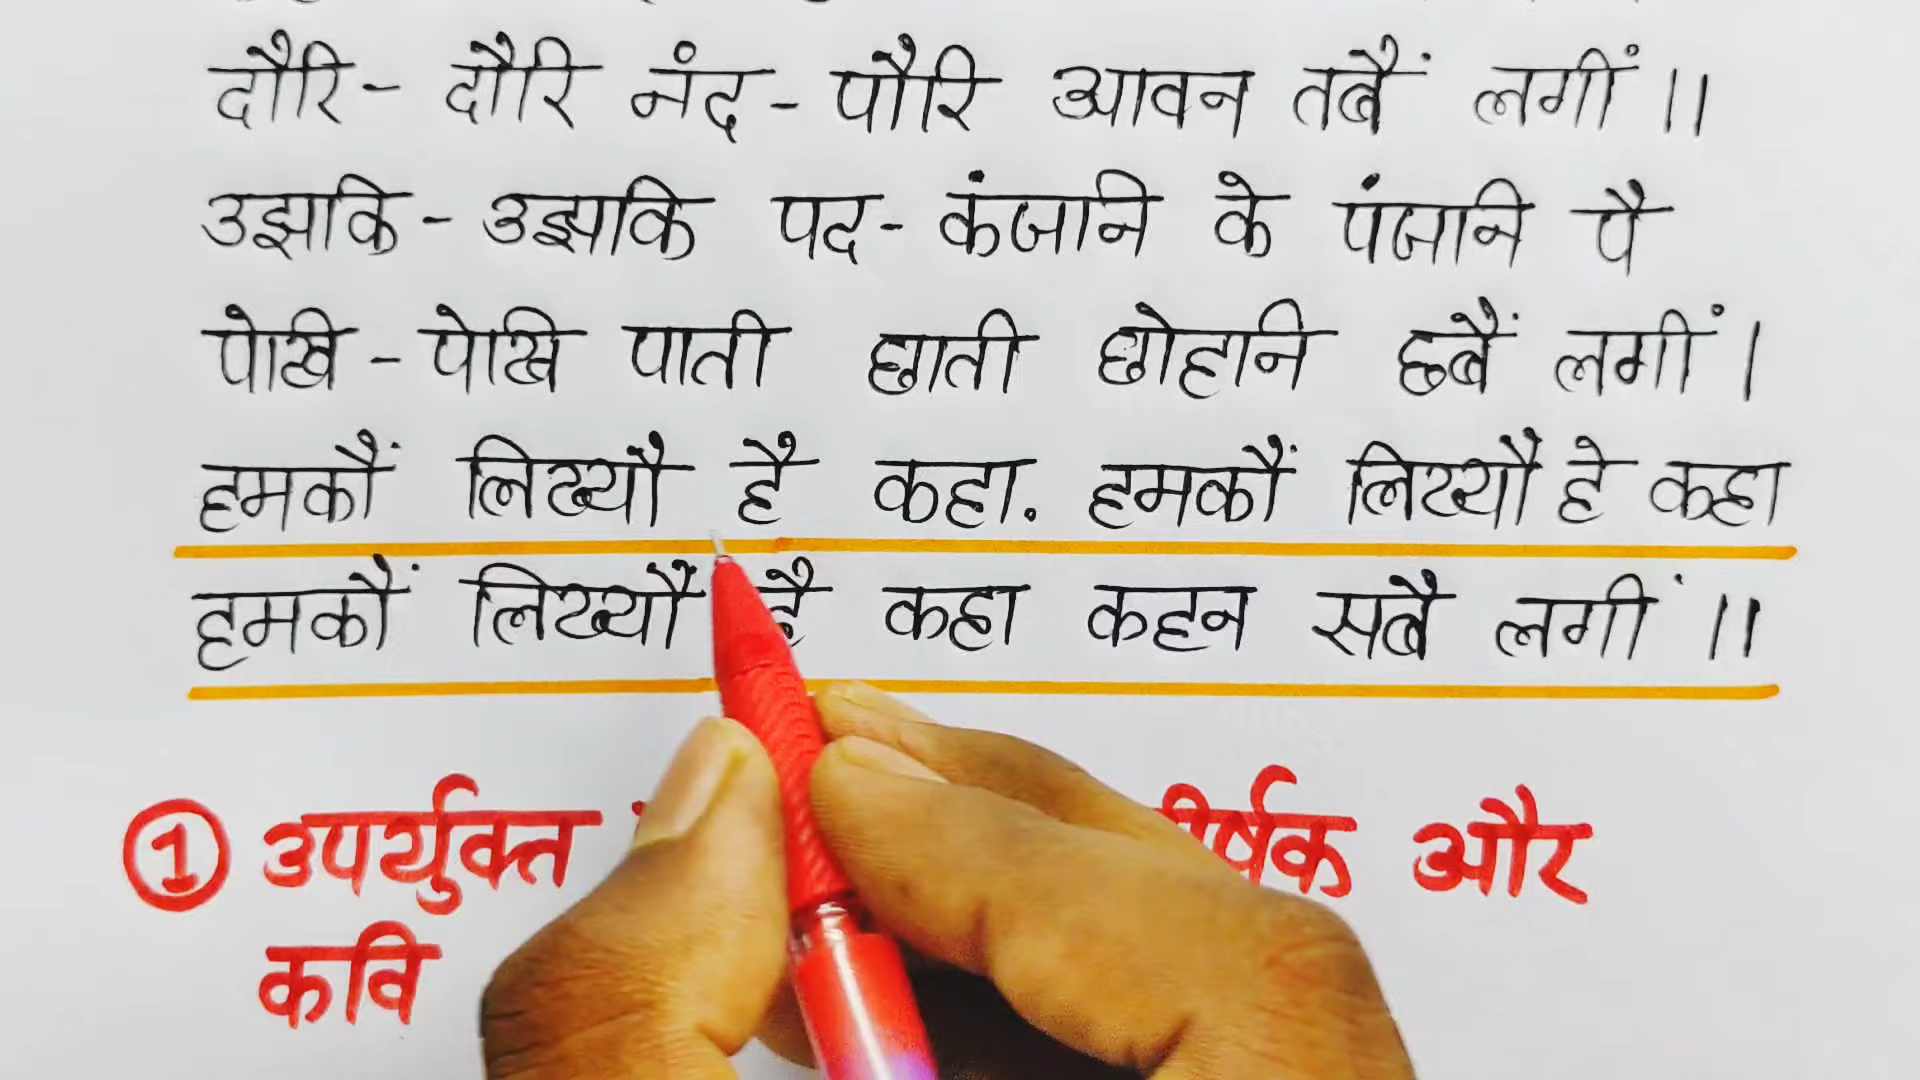 दौरि - दौरि नंद - पौरि आवन तबैं लगीं ||
उझकि - उझकि पद - कंजनि के पंजनि पै
पेखि - पेखि पाती छाती छोहनि छबैं लगीं |
हमकौं लिख्यौ है कहा. हमकौं लिख्यौ हे कहा
हमकौं लिख्यौ है कहा कहन सबै लगीं ||
① उपर्युक्त और
कवि